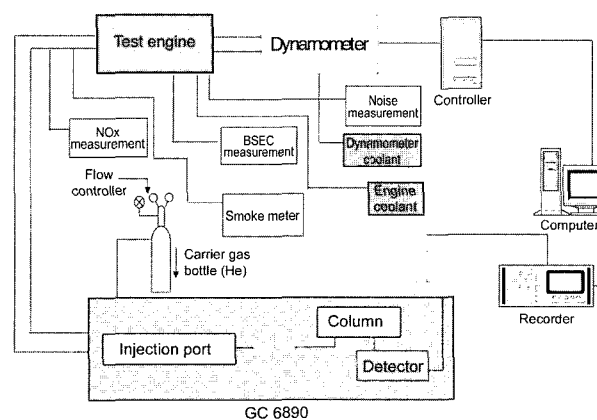 Test engine
Dynamometer
Controller
Noise
measurement
NOx
measurement
BSEC
measurement
Dynamometer
coolant
Flow
controller
Engine
coolant
Smoke meter
Computer
Carrier gas
bottle (He)
Recorder
Column
Injection port
Detector
GC 6890